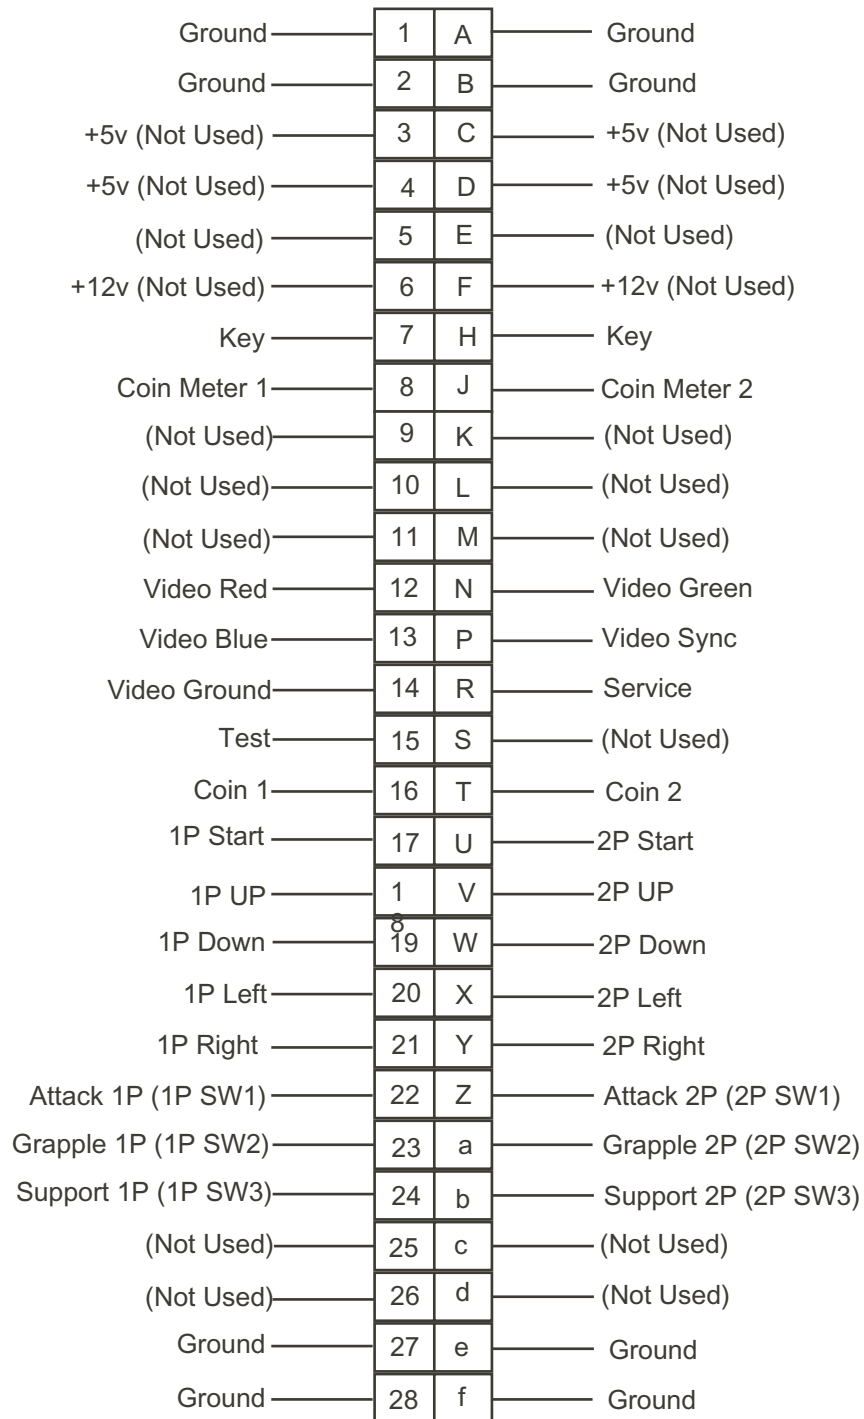 Ground 1 A Ground
Ground 2 B Ground
+5v (Not Used) 3 C +5v (Not Used)
+5v (Not Used) 4 D +5v (Not Used)
(Not Used) 5 E (Not Used)
+12v (Not Used) 6 F +12v (Not Used)
Key 7 H Key
Coin Meter 1 8 J Coin Meter 2
(Not Used) 9 K (Not Used)
(Not Used) 10 L (Not Used)
(Not Used) 11 M (Not Used)
Video Red 12 N Video Green
Video Blue 13 P Video Sync
Video Ground 14 R Service
Test 15 S (Not Used)
Coin 1 16 T Coin 2
1P Start 17 U 2P Start
1P UP 18 V 2P UP
1P Down 19 W 2P Down
1P Left 20 X 2P Left
1P Right 21 Y 2P Right
Attack 1P (1P SW1) 22 Z Attack 2P (2P SW1)
Grapple 1P (1P SW2) 23 a Grapple 2P (2P SW2)
Support 1P (1P SW3) 24 b Support 2P (2P SW3)
(Not Used) 25 c (Not Used)
(Not Used) 26 d (Not Used)
Ground 27 e Ground
Ground 28 f Ground